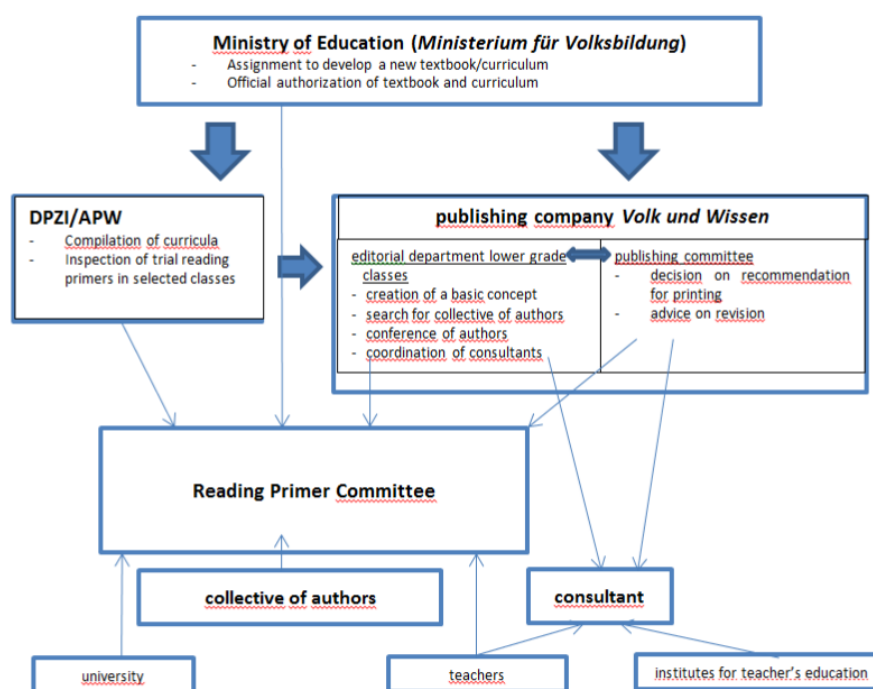 Ministry of Education (Ministerium für Volksbildung)
- Assignment to develop a new textbook/curriculum
- Official authorization of textbook and curriculum
DPZI/APW
- Compilation of curricula
- Inspection of trial reading
primers in selected classes
publishing company Volk und Wissen
editorial department lower grade
classes
- creation of a basic concept
- search for collective of authors
- conference of authors
- coordination of consultants
publishing committee
- decision on recommendation
for printing
- advice on revision
Reading Primer Committee
collective of authors
consultant
university
teachers
institutes for teacher's education